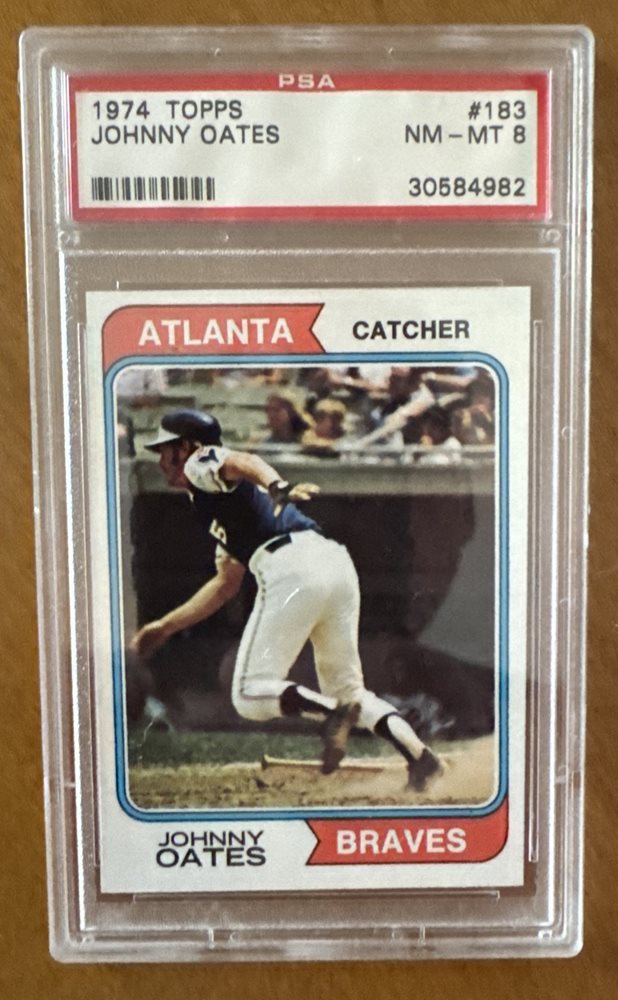 PSA
1974 TOPPS #183
JOHNNY OATES NM-MT 8
30584982
ATLANTA CATCHER
JOHNNY
OATES
BRAVES